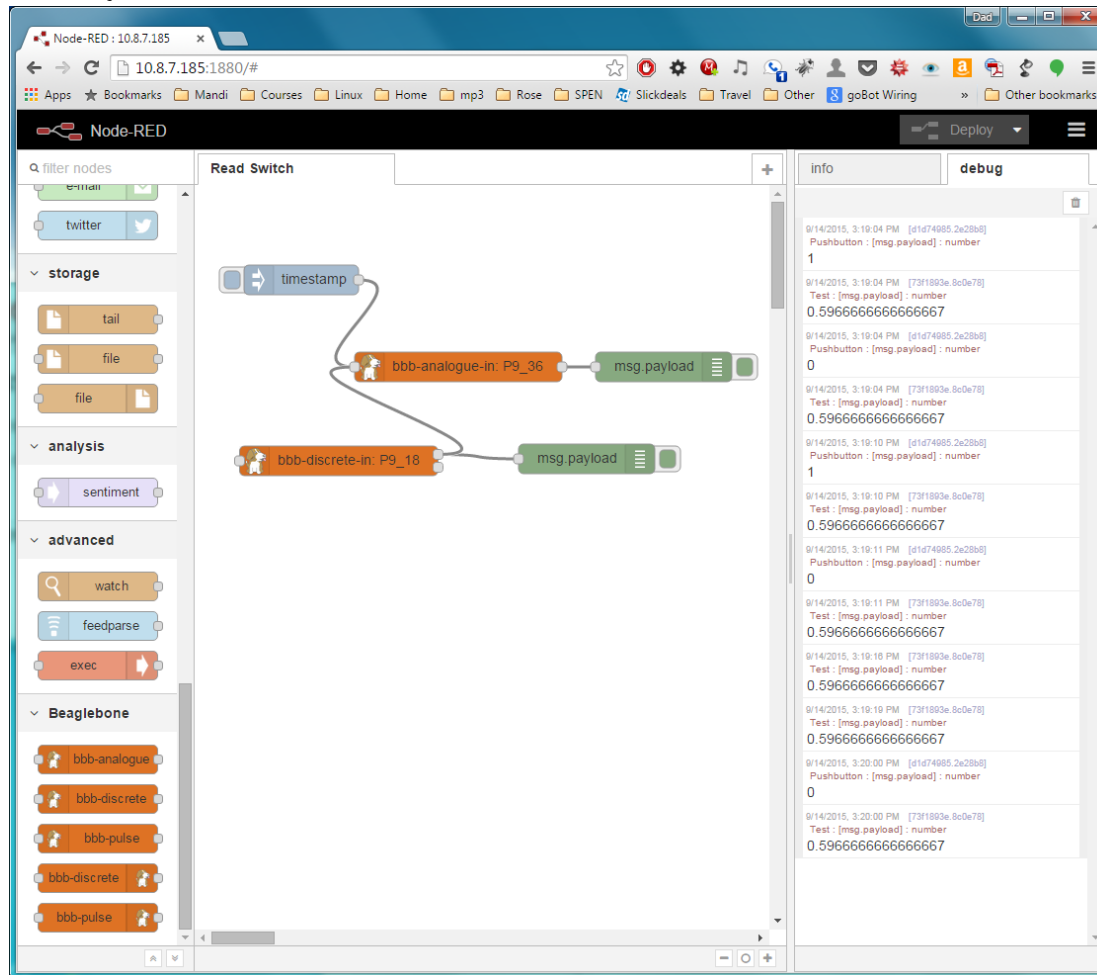 Dad
Node-RED : 10.8.7.185
10.8.7.185:1880/#
Apps Bookmarks Mandi Courses Linux Home mp3 Rose SPEN Slickdeals Travel Other goBot Wiring » Other bookmarks
Node-RED
Deploy
filter nodes
Read Switch
info
debug
e-mail
twitter
storage
tail
file
file
analysis
sentiment
advanced
watch
feedparse
exec
Beaglebone
bbb-analogue
bbb-discrete
bbb-pulse
bbb-discrete
bbb-pulse
timestamp
bbb-analogue-in: P9_36
msg.payload
bbb-discrete-in: P9_18
msg.payload
9/14/2015, 3:19:04 PM [d1d74985.2e28b8]
Pushbutton : [msg.payload] : number
1
9/14/2015, 3:19:04 PM [73f1893e.8c0e78]
Test : [msg.payload] : number
0.5966666666666667
9/14/2015, 3:19:04 PM [d1d74985.2e28b8]
Pushbutton : [msg.payload] : number
0
9/14/2015, 3:19:04 PM [73f1893e.8c0e78]
Test : [msg.payload] : number
0.5966666666666667
9/14/2015, 3:19:10 PM [d1d74985.2e28b8]
Pushbutton : [msg.payload] : number
1
9/14/2015, 3:19:10 PM [73f1893e.8c0e78]
Test : [msg.payload] : number
0.5966666666666667
9/14/2015, 3:19:11 PM [d1d74985.2e28b8]
Pushbutton : [msg.payload] : number
0
9/14/2015, 3:19:11 PM [73f1893e.8c0e78]
Test : [msg.payload] : number
0.5966666666666667
9/14/2015, 3:19:16 PM [73f1893e.8c0e78]
Test : [msg.payload] : number
0.5966666666666667
9/14/2015, 3:19:19 PM [73f1893e.8c0e78]
Test : [msg.payload] : number
0.5966666666666667
9/14/2015, 3:20:00 PM [d1d74985.2e28b8]
Pushbutton : [msg.payload] : number
0
9/14/2015, 3:20:00 PM [73f1893e.8c0e78]
Test : [msg.payload] : number
0.5966666666666667